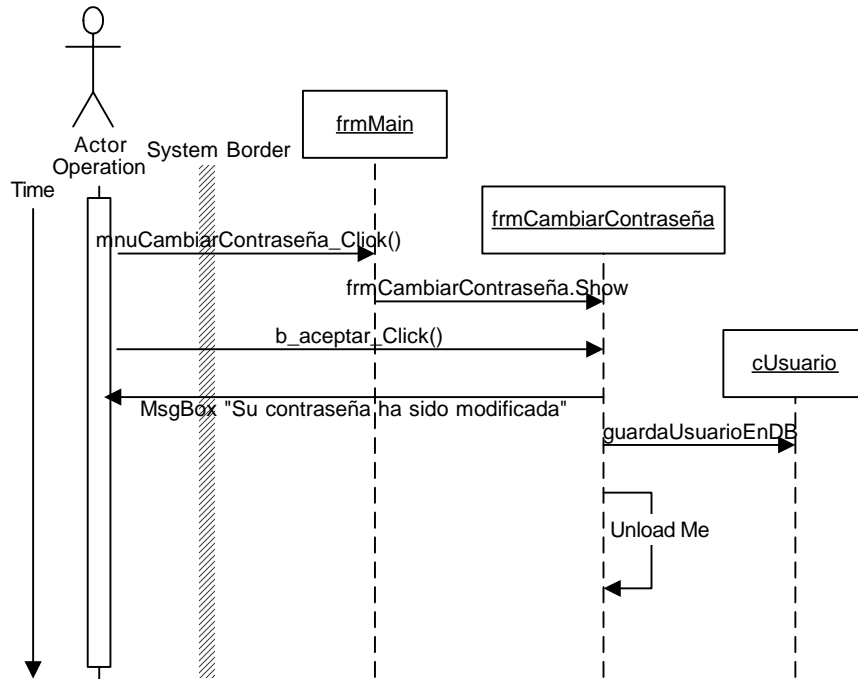 frmMain
Actor
Operation
System Border
Time
frmCambiarContraseña
mnuCambiarContraseña_Click()
frmCambiarContraseña.Show
b_aceptar_Click()
cUsuario
MsgBox "Su contraseña ha sido modificada"
guardaUsuarioEnDB
Unload Me